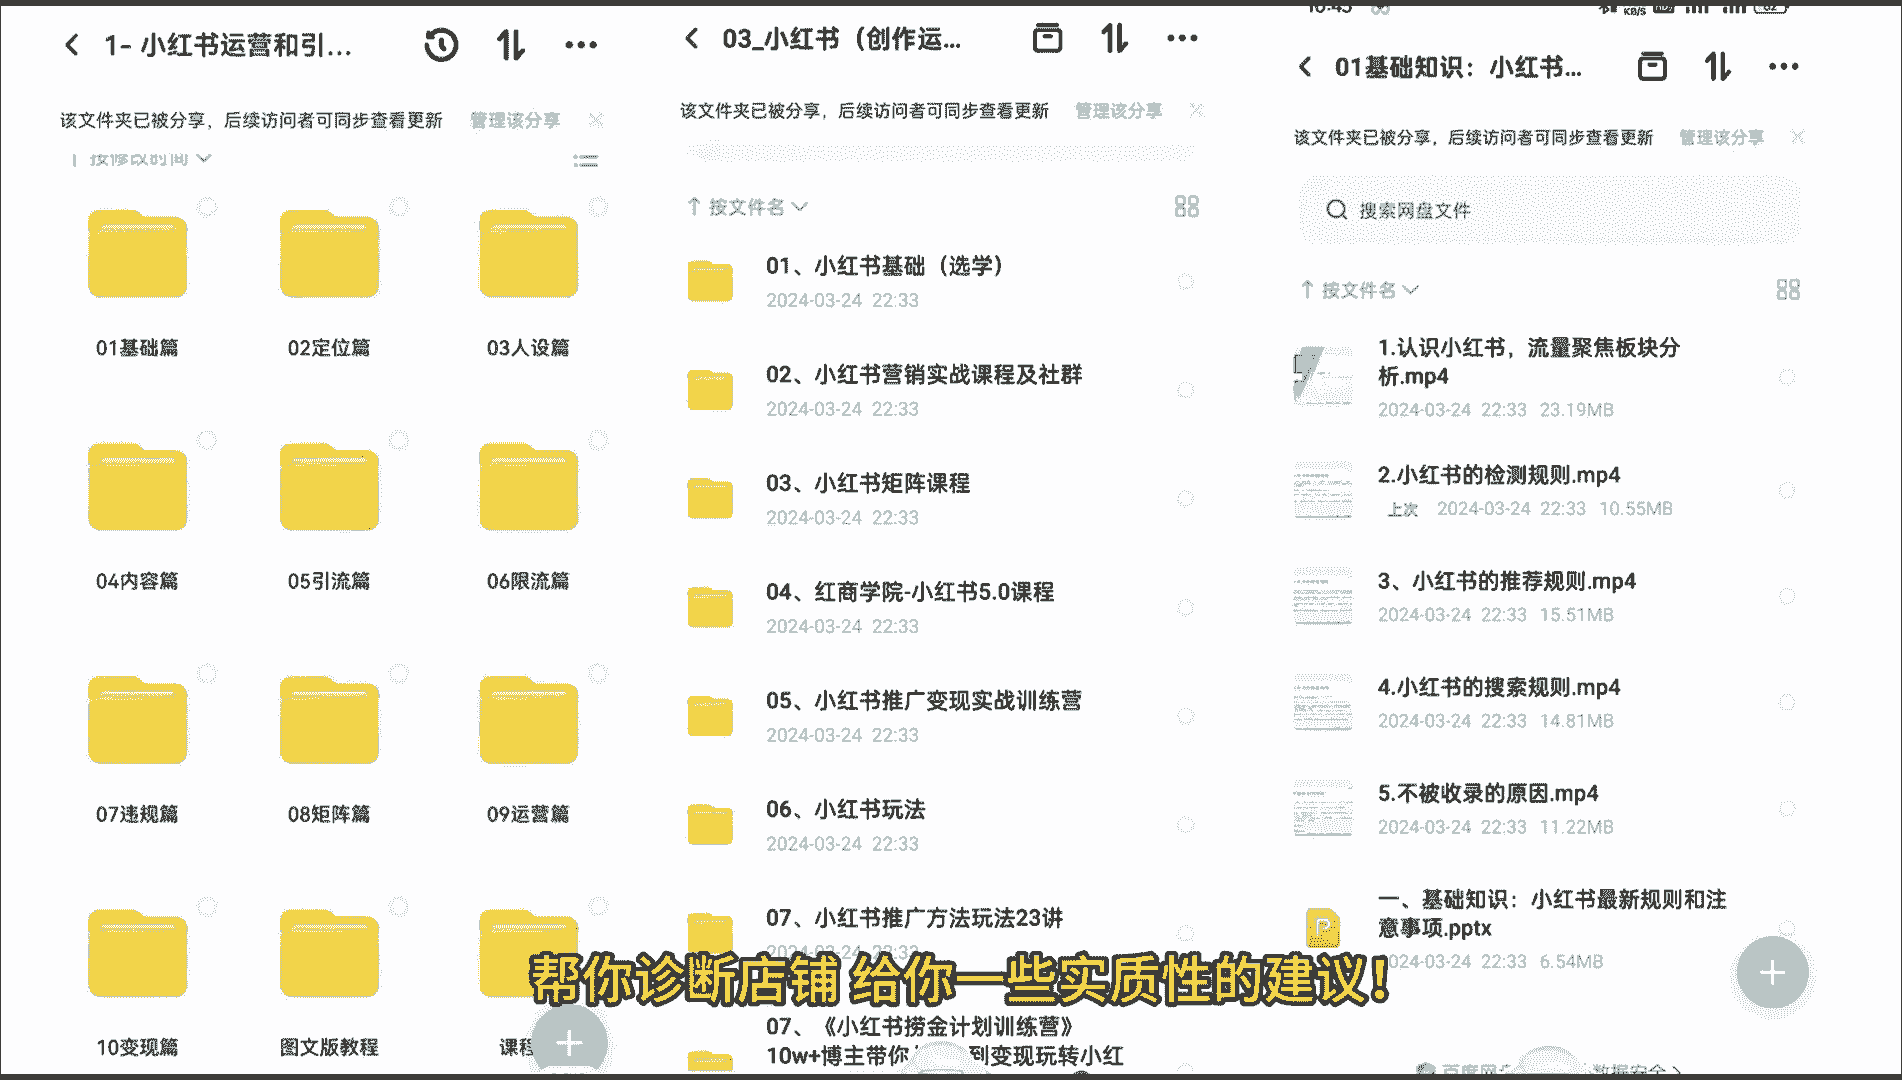 1- 小红书运营和引...
该文件夹已被分享，后续访问者可同步查看更新 管理该分享
按修改时间
01基础篇
02定位篇
03人设篇
04内容篇
05引流篇
06限流篇
07违规篇
08矩阵篇
09运营篇
10变现篇
图文版教程
课程
03_小红书（创作运...
该文件夹已被分享，后续访问者可同步查看更新 管理该分享
按文件名
01、小红书基础（选学）
2024-03-24 22:33
02、小红书营销实战课程及社群
2024-03-24 22:33
03、小红书矩阵课程
2024-03-24 22:33
04、红商学院-小红书5.0课程
2024-03-24 22:33
05、小红书推广变现实战训练营
2024-03-24 22:33
06、小红书玩法
2024-03-24 22:33
07、小红书推广方法玩法23讲
2024-03-24 22:33
07、《小红书捞金计划训练营》
10w+博主带你 到变现玩转小红
01基础知识：小红书...
该文件夹已被分享，后续访问者可同步查看更新 管理该分享
搜索网盘文件
按文件名
1.认识小红书，流量聚焦板块分
析.mp4
2024-03-24 22:33 23.19MB
2.小红书的检测规则.mp4
上次 2024-03-24 22:33 10.55MB
3、小红书的推荐规则.mp4
2024-03-24 22:33 15.51MB
4.小红书的搜索规则.mp4
2024-03-24 22:33 14.81MB
5.不被收录的原因.mp4
2024-03-24 22:33 11.22MB
一、基础知识：小红书最新规则和注
意事项.pptx
2024-03-24 22:33 6.54MB
帮你诊断店铺 给你一些实质性的建议！